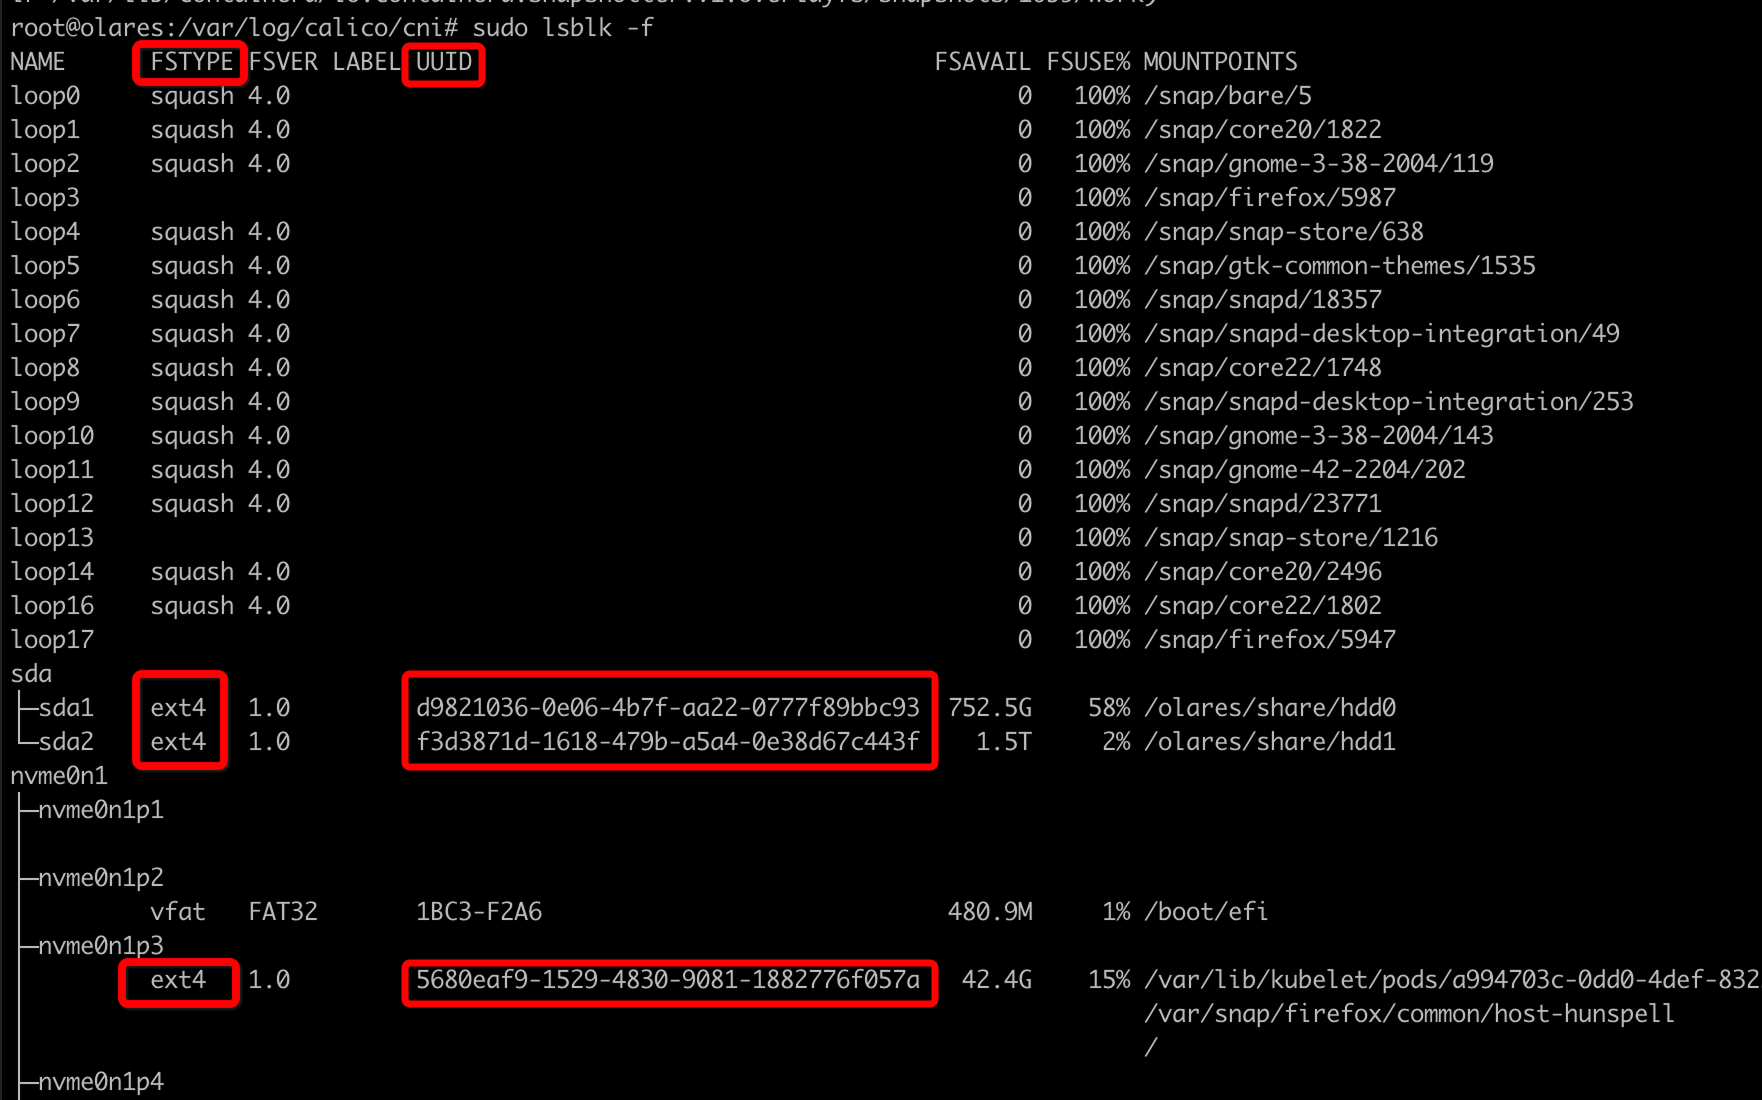 root@olares:/var/log/calico/cni# sudo lsblk -f
NAME FSTYPE FSVER LABEL UUID FSAVAIL FSUSE% MOUNTPOINTS
loop0 squash 4.0 0 100% /snap/bare/5
loop1 squash 4.0 0 100% /snap/core20/1822
loop2 squash 4.0 0 100% /snap/gnome-3-38-2004/119
loop3 0 100% /snap/firefox/5987
loop4 squash 4.0 0 100% /snap/snap-store/638
loop5 squash 4.0 0 100% /snap/gtk-common-themes/1535
loop6 squash 4.0 0 100% /snap/snapd/18357
loop7 squash 4.0 0 100% /snap/snapd-desktop-integration/49
loop8 squash 4.0 0 100% /snap/core22/1748
loop9 squash 4.0 0 100% /snap/snapd-desktop-integration/253
loop10 squash 4.0 0 100% /snap/gnome-3-38-2004/143
loop11 squash 4.0 0 100% /snap/gnome-42-2204/202
loop12 squash 4.0 0 100% /snap/snapd/23771
loop13 0 100% /snap/snap-store/1216
loop14 squash 4.0 0 100% /snap/core20/2496
loop16 squash 4.0 0 100% /snap/core22/1802
loop17 0 100% /snap/firefox/5947
sda
├─sda1 ext4 1.0 d9821036-0e06-4b7f-aa22-0777f89bbc93 752.5G 58% /olares/share/hdd0
└─sda2 ext4 1.0 f3d3871d-1618-479b-a5a4-0e38d67c443f 1.5T 2% /olares/share/hdd1
nvme0n1
├─nvme0n1p1
├─nvme0n1p2
vfat FAT32 1BC3-F2A6 480.9M 1% /boot/efi
├─nvme0n1p3
ext4 1.0 5680eaf9-1529-4830-9081-1882776f057a 42.4G 15% /var/lib/kubelet/pods/a994703c-0dd0-4def-832
/var/snap/firefox/common/host-hunspell
/
├─nvme0n1p4